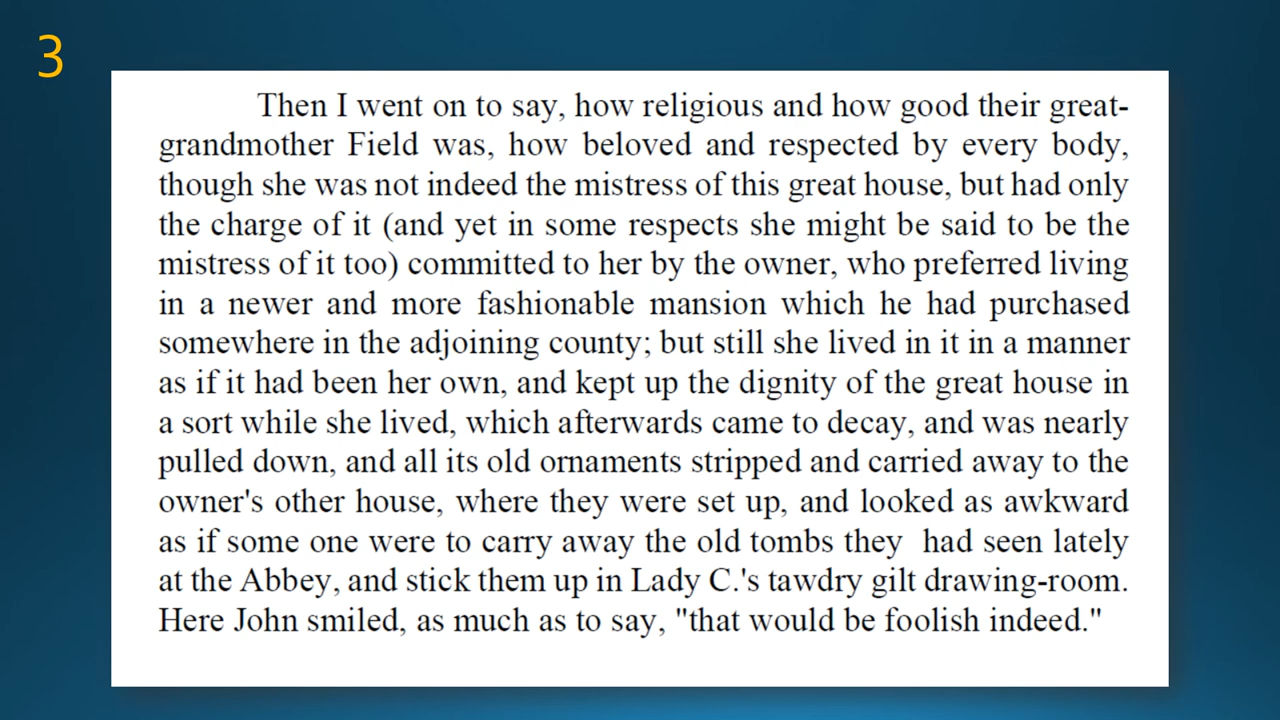 3
Then I went on to say, how religious and how good their great-
grandmother Field was, how beloved and respected by every body,
though she was not indeed the mistress of this great house, but had only
the charge of it (and yet in some respects she might be said to be the
mistress of it too) committed to her by the owner, who preferred living
in a newer and more fashionable mansion which he had purchased
somewhere in the adjoining county; but still she lived in it in a manner
as if it had been her own, and kept up the dignity of the great house in
a sort while she lived, which afterwards came to decay, and was nearly
pulled down, and all its old ornaments stripped and carried away to the
owner's other house, where they were set up, and looked as awkward
as if some one were to carry away the old tombs they  had seen lately
at the Abbey, and stick them up in Lady C.'s tawdry gilt drawing-room.
Here John smiled, as much as to say, "that would be foolish indeed."